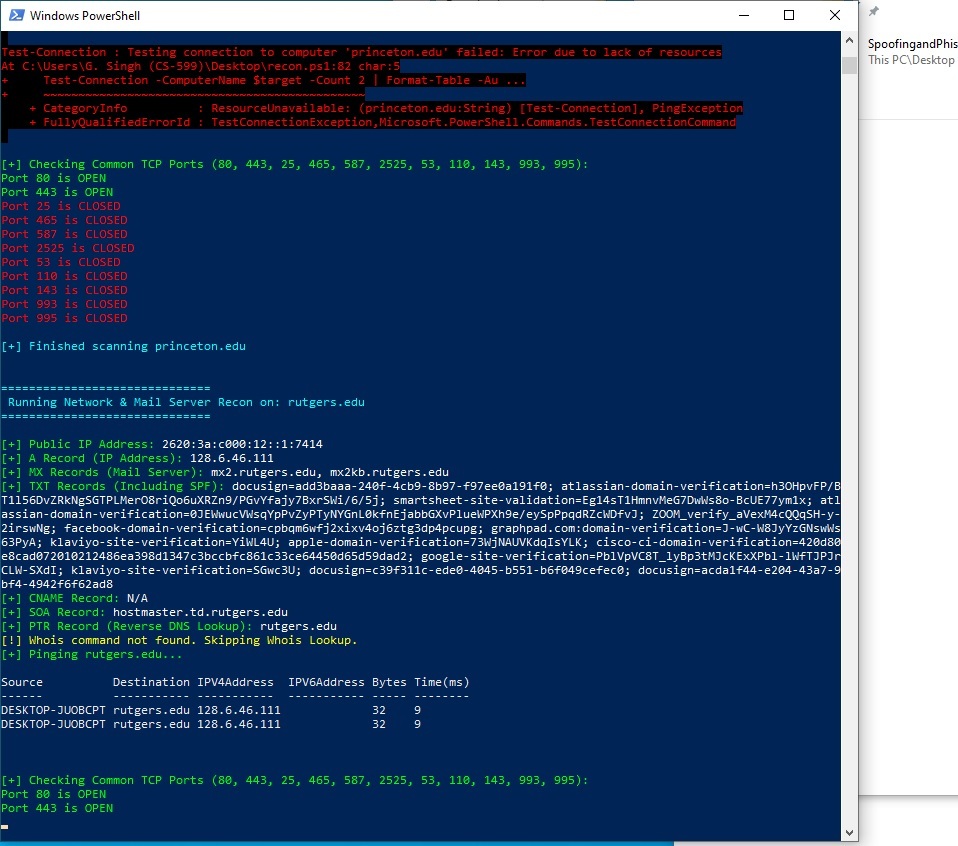 Windows PowerShell
SpoofingandPhis
This PC\Desktop
Test-Connection : Testing connection to computer 'princeton.edu' failed: Error due to lack of resources
At C:\Users\G. Singh (CS-599)\Desktop\recon.ps1:82 char:5
+     Test-Connection -ComputerName $target -Count 2 | Format-Table -Au ...
+     ~~~~~~~~~~~~~~~~~~~~~~~~~~~~~~~~~~~~~~~~~~~~~~
    + CategoryInfo          : ResourceUnavailable: (princeton.edu:String) [Test-Connection], PingException
    + FullyQualifiedErrorId : TestConnectionException,Microsoft.PowerShell.Commands.TestConnectionCommand
[+] Checking Common TCP Ports (80, 443, 25, 465, 587, 2525, 53, 110, 143, 993, 995):
Port 80 is OPEN
Port 443 is OPEN
Port 25 is CLOSED
Port 465 is CLOSED
Port 587 is CLOSED
Port 2525 is CLOSED
Port 53 is CLOSED
Port 110 is CLOSED
Port 143 is CLOSED
Port 993 is CLOSED
Port 995 is CLOSED
[+] Finished scanning princeton.edu
==============================
 Running Network & Mail Server Recon on: rutgers.edu
==============================
[+] Public IP Address: 2620:3a:c000:12::1:7414
[+] A Record (IP Address): 128.6.46.111
[+] MX Records (Mail Server): mx2.rutgers.edu, mx2kb.rutgers.edu
[+] TXT Records (Including SPF): docusign=add3baaa-240f-4cb9-8b97-f97ee0a191f0; atlassian-domain-verification=h3OHpvFP/B
T1l56DvZRkNgSGTPLMerO8riQo6uXRZn9/PGvYfajy7BxrSWi/6/5j; smartsheet-site-validation=Eg14sT1HmnvMeG7DwWs8o-BcUE77ym1x; atl
assian-domain-verification=0JEWwucVWsqYpPvZyPTyNYGnL0kfnEjabbGXvPlueWPXh9e/eySpPpqdRZcWDfvJ; ZOOM_verify_aVexM4cQQqSH-y-
2irswNg; facebook-domain-verification=cpbqm6wfj2xixv4oj6ztg3dp4pcupg; graphpad.com:domain-verification=J-wC-W8JyYzGNswWs
63PyA; klaviyo-site-verification=YiWL4U; apple-domain-verification=73WjNAUVKdqIsYLK; cisco-ci-domain-verification=420d80
e8cad072010212486ea398d1347c3bccbfc861c33ce64450d65d59dad2; google-site-verification=PblVpVC8T_lyBp3tMJcKExXPbl-lWfTJPJr
CLW-SXdI; klaviyo-site-verification=SGwc3U; docusign=c39f311c-ede0-4045-b551-b6f049cefec0; docusign=acda1f44-e204-43a7-9
bf4-4942f6f62ad8
[+] CNAME Record: N/A
[+] SOA Record: hostmaster.td.rutgers.edu
[+] PTR Record (Reverse DNS Lookup): rutgers.edu
[!] Whois command not found. Skipping Whois Lookup.
[+] Pinging rutgers.edu...
Source          Destination IPV4Address  IPV6Address Bytes Time(ms)
------          ----------- -----------  ----------- ----- --------
DESKTOP-JUOBCPT rutgers.edu 128.6.46.111             32    9
DESKTOP-JUOBCPT rutgers.edu 128.6.46.111             32    9
[+] Checking Common TCP Ports (80, 443, 25, 465, 587, 2525, 53, 110, 143, 993, 995):
Port 80 is OPEN
Port 443 is OPEN